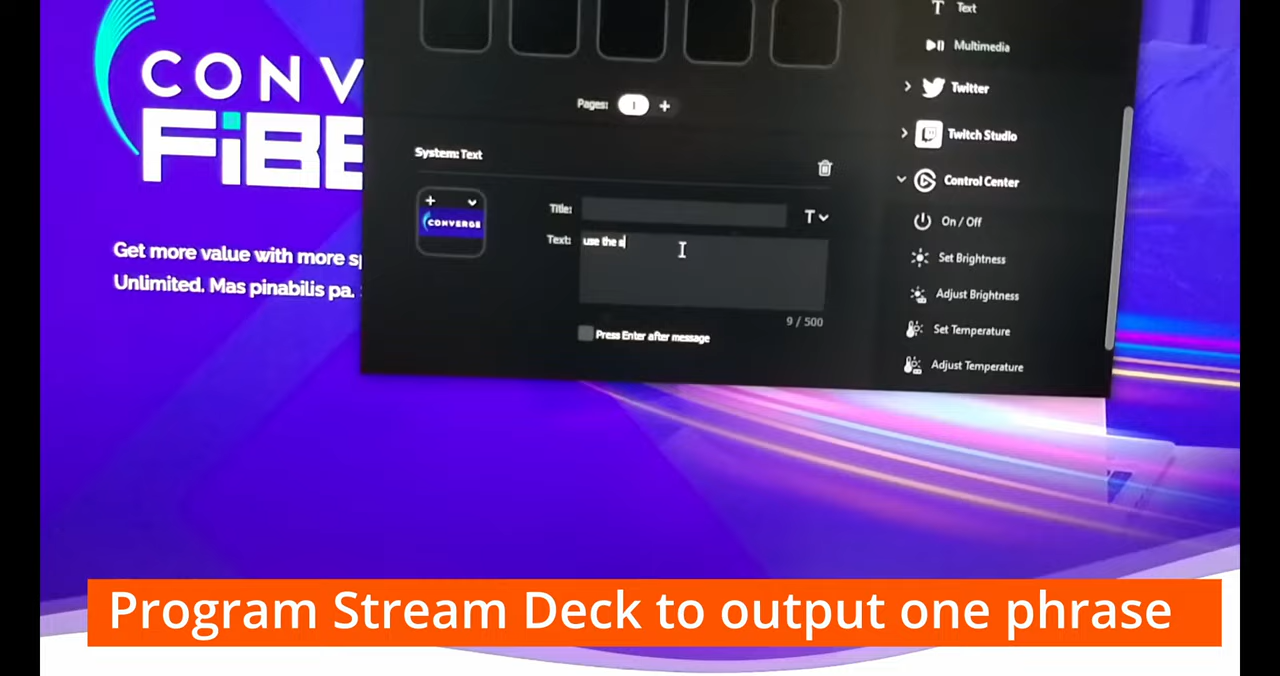 CONV
FiBE
Get more value with more sp
Unlimited. Mas pinabilis pa.
Text
Multimedia
Twitter
Twitch Studio
Control Center
On / Off
Set Brightness
Adjust Brightness
Set Temperature
Adjust Temperature
Pages: 1 +
System: Text
CONVERGE
Title:
T
Text: use the s
9 / 500
Press Enter after message
Program Stream Deck to output one phrase